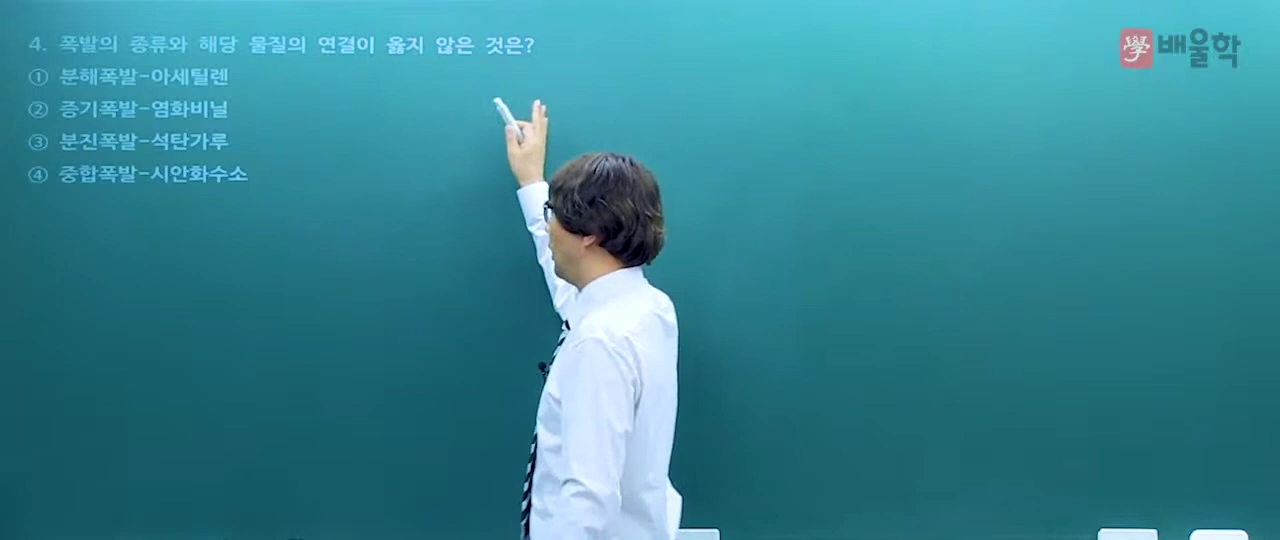 4. 폭발의 종류와 해당 물질의 연결이 옳지 않은 것은?
① 분해폭발-아세틸렌
② 증기폭발-염화비닐
③ 분진폭발-석탄가루
④ 중합폭발-시안화수소
學 배울학